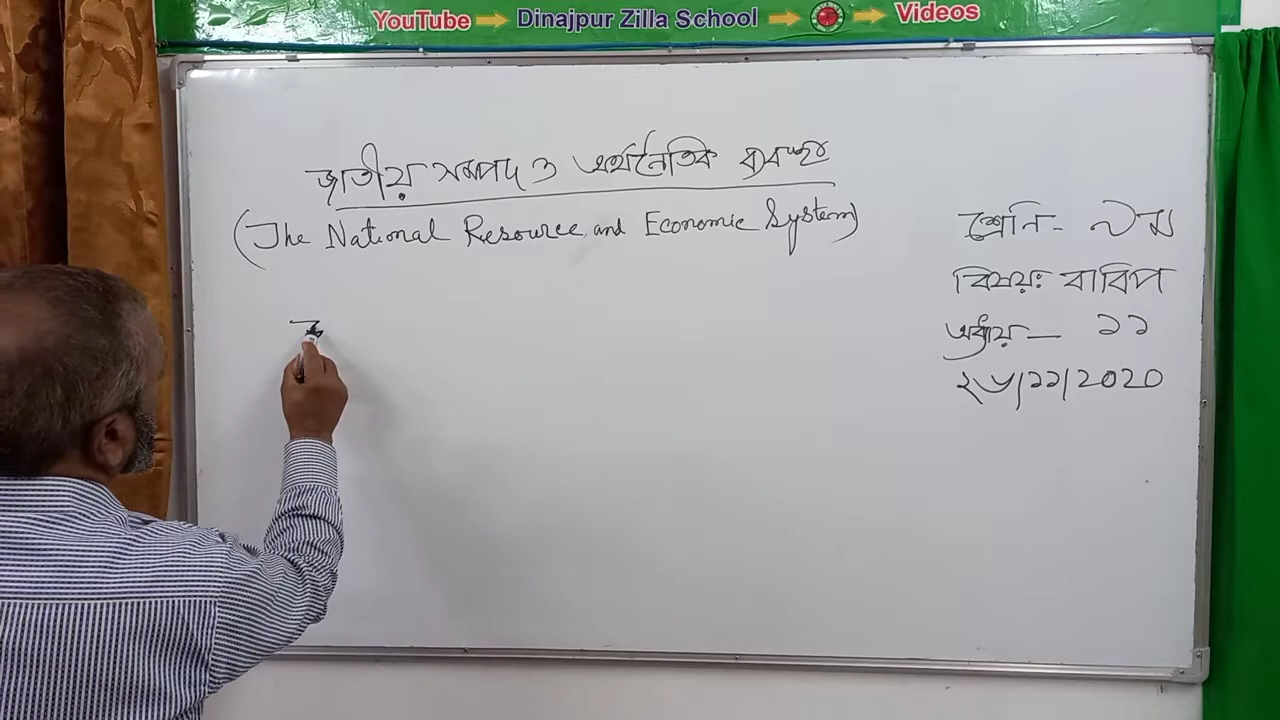 YouTube → Dinajpur Zilla School → → Videos
জাতীয় সম্পদ ও অর্থনৈতিক ব্যবস্থা
(The National Resource and Economic System)
শ্রেনি- ৯ম
বিষয়: বাবিপ
অধ্যায়- ১১
২৬/১১/2020